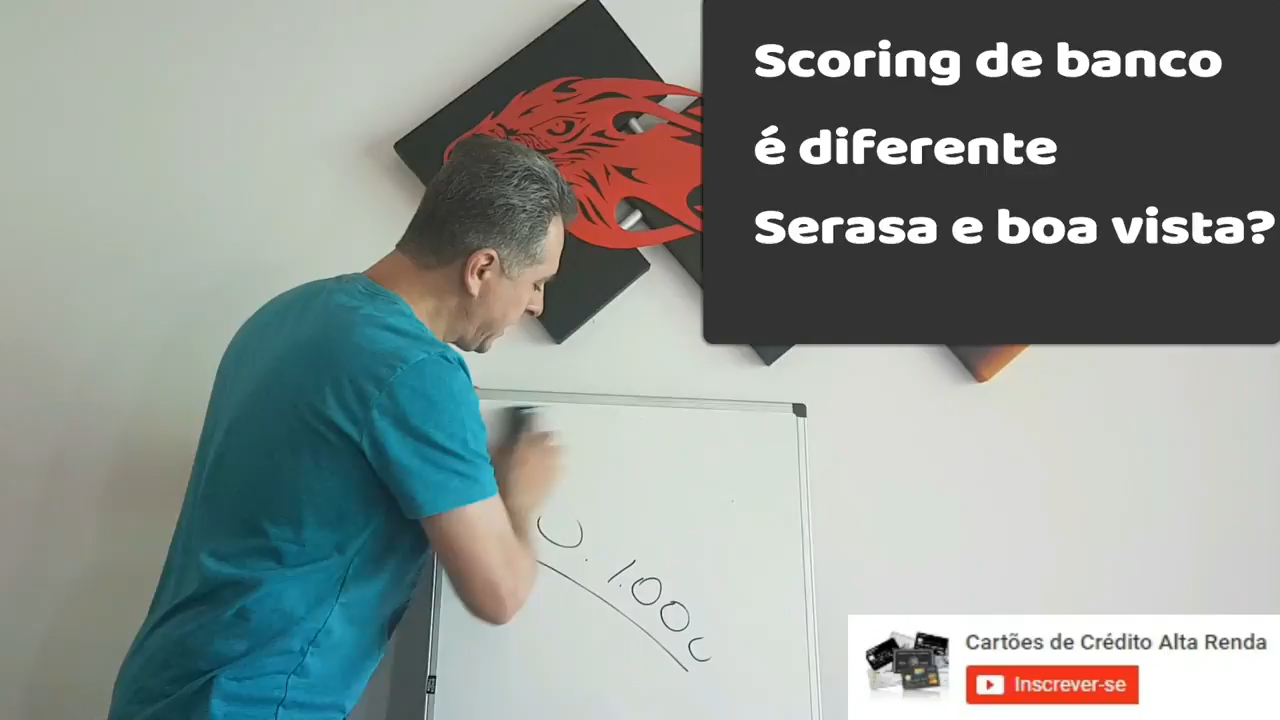 Scoring de banco
é diferente
Serasa e boa vista?
0. 1.000
Cartões de Crédito Alta Renda
Inscrever-se